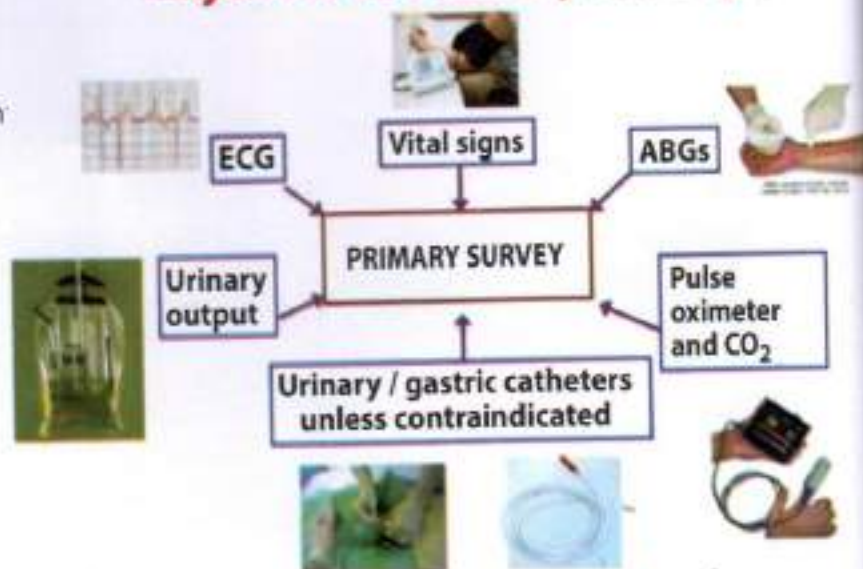 Vital signs
ECG
ABGs
PRIMARY SURVEY
Urinary
output
Pulse
oximeter
and CO₂
Urinary / gastric catheters
unless contraindicated